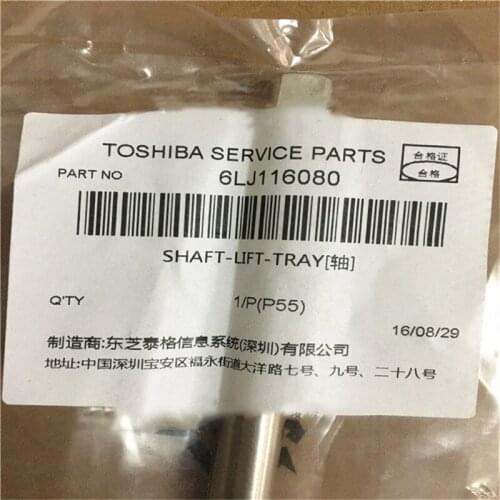 TOSHIBA SERVICE PARTS
合格证
合格
PART NO 6LJ116080
SHAFT-LIFT-TRAY[轴]
Q'TY 1/P(P55)
16/08/29
制造商:东芝泰格信息系统(深圳)有限公司
地址:中国深圳宝安区福永街道大洋路七号、九号、二十八号